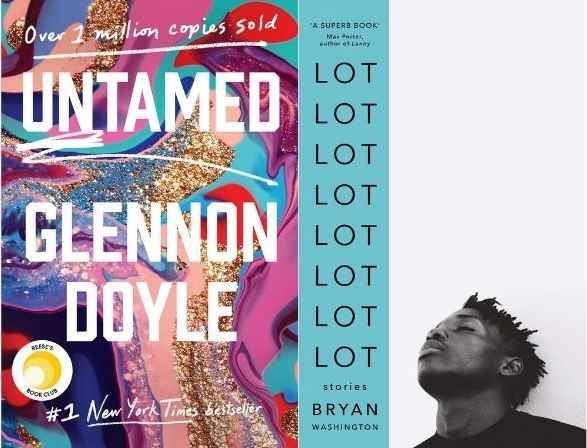 Over 1 million copies sold
UNTAMED
GLENNON
DOYLE
REESE'S
BOOK CLUB
#1 New York Times bestseller
'A SUPERB BOOK'
Max Porter,
author of Lanny
LOT
LOT
LOT
LOT
LOT
LOT
LOT
LOT
stories
BRYAN
WASHINGTON